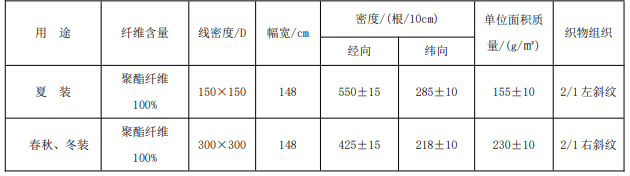 用 途 纤维含量 线密度/D 幅宽/cm 密度/(根/10cm) 单位面积质量/(g/㎡) 织物组织
经向 纬向
夏 装 聚酯纤维 100% 150×150 148 550±15 285±10 155±10 2/1 左斜纹
春秋、冬装 聚酯纤维 100% 300×300 148 425±15 218±10 230±10 2/1 右斜纹